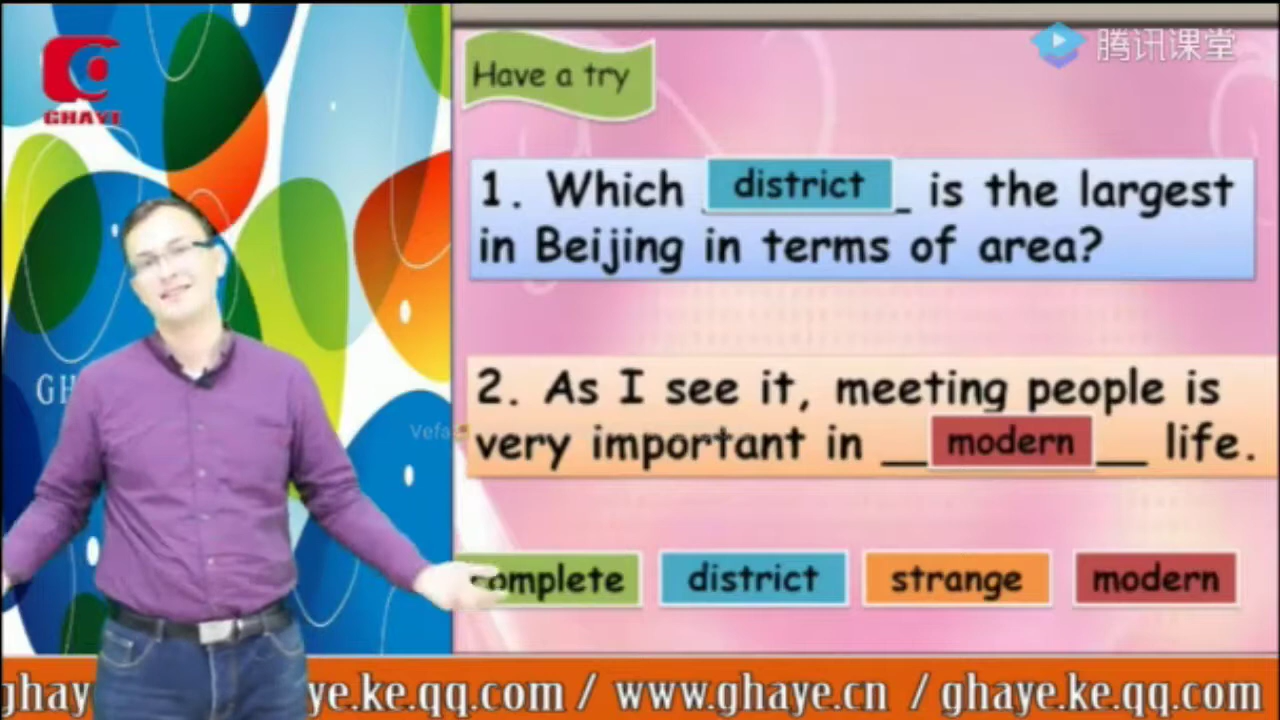 GHAYE
腾讯课堂
Have a try
1. Which district is the largest
in Beijing in terms of area?
GH
2. As I see it, meeting people is
very important in modern life.
complete district strange modern
ghay ye.ke.qq.com / www.ghaye.cn / ghaye.ke.qq.com